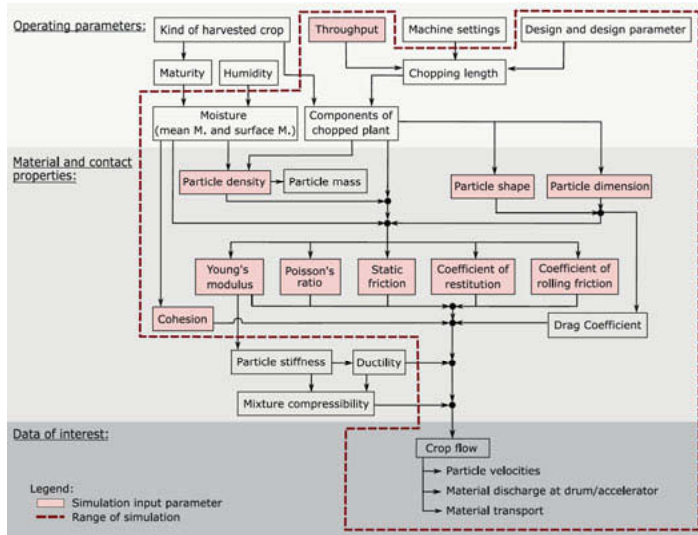 Operating parameters:
Kind of harvested crop
Throughput
Machine settings
Design and design parameter
Maturity
Humidity
Chopping length
Moisture
(mean M. and surface M.)
Components of
chopped plant
Material and contact
properties:
Particle density
Particle mass
Particle shape
Particle dimension
Young's
modulus
Poisson's
ratio
Static
friction
Coefficient of
restitution
Coefficient of
rolling friction
Cohesion
Drag Coefficient
Particle stiffness
Ductility
Mixture compressibility
Data of interest:
Crop flow
Particle velocities
Material discharge at drum/accelerator
Material transport
Legend:
Simulation input parameter
Range of simulation